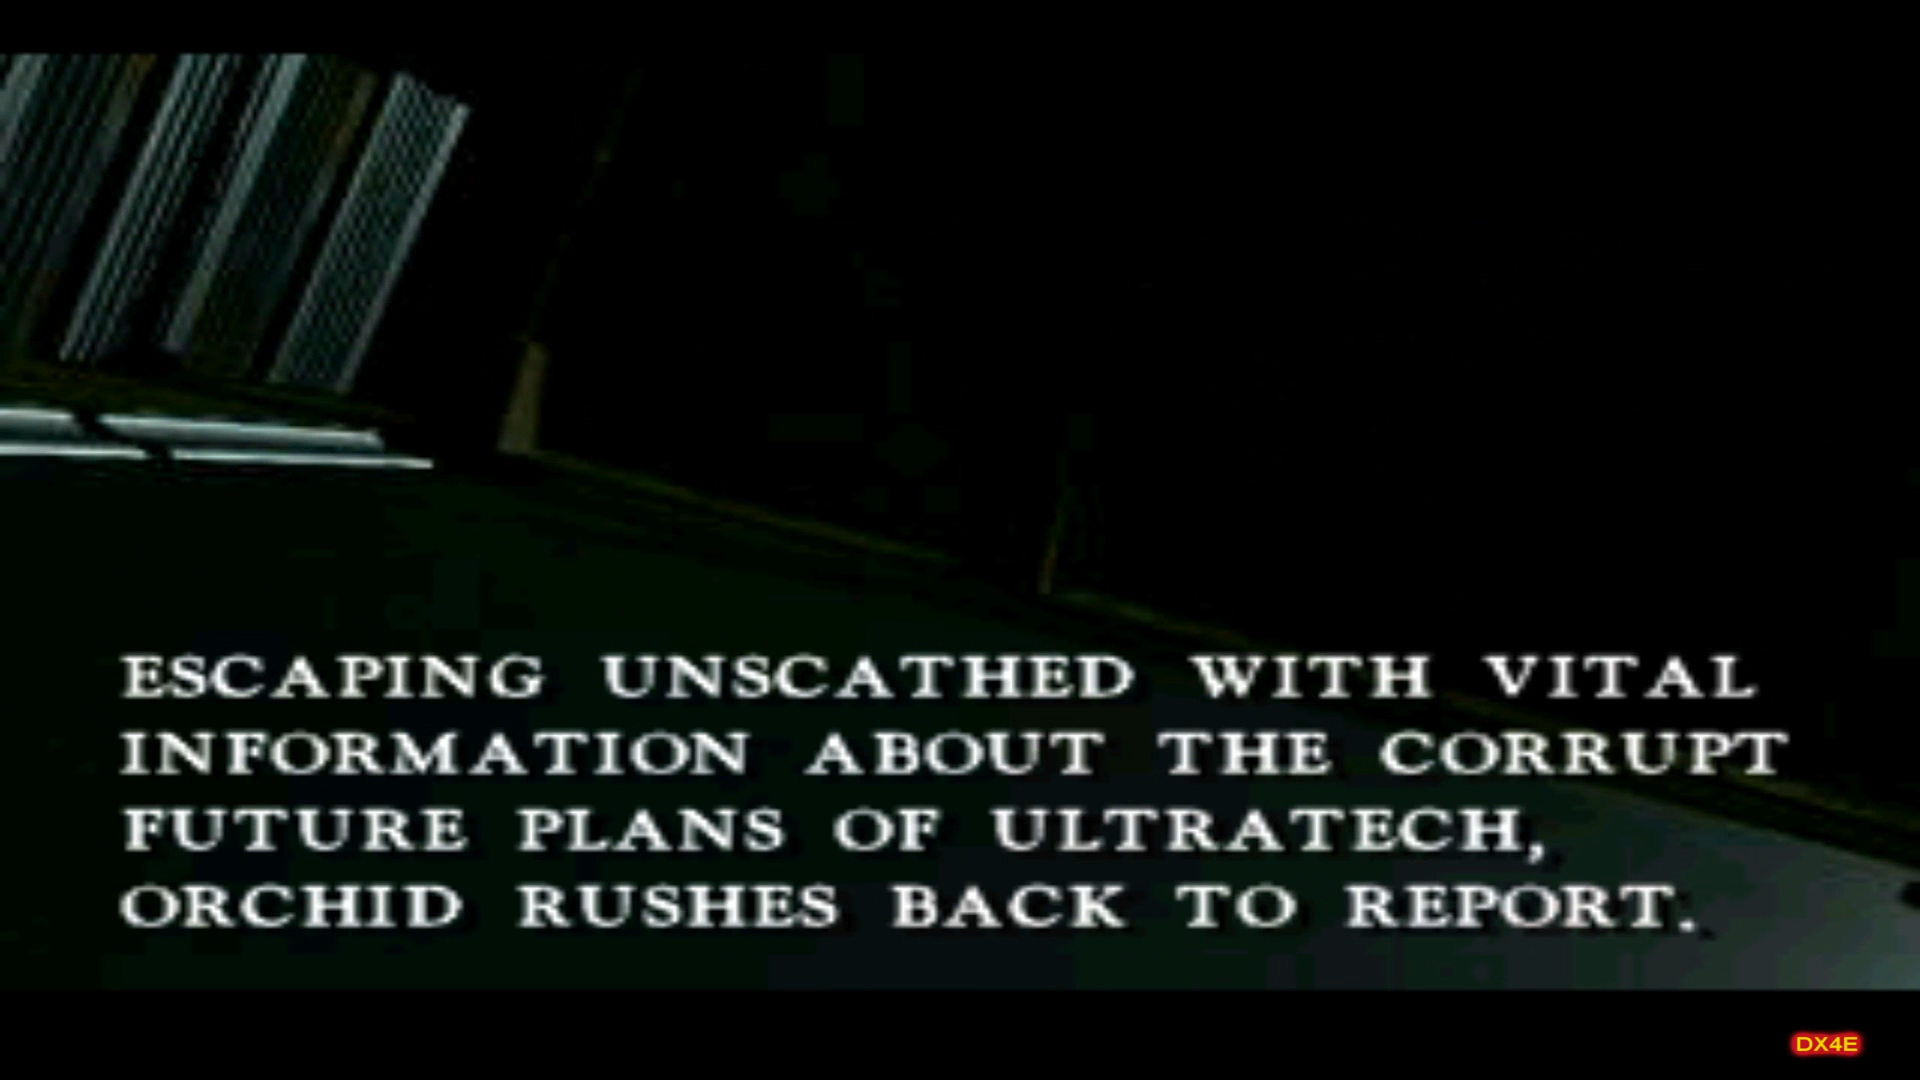 ESCAPING UNSCATHED WITH VITAL
INFORMATION ABOUT THE CORRUPT
FUTURE PLANS OF ULTRATECH,
ORCHID RUSHES BACK TO REPORT.
DX4E